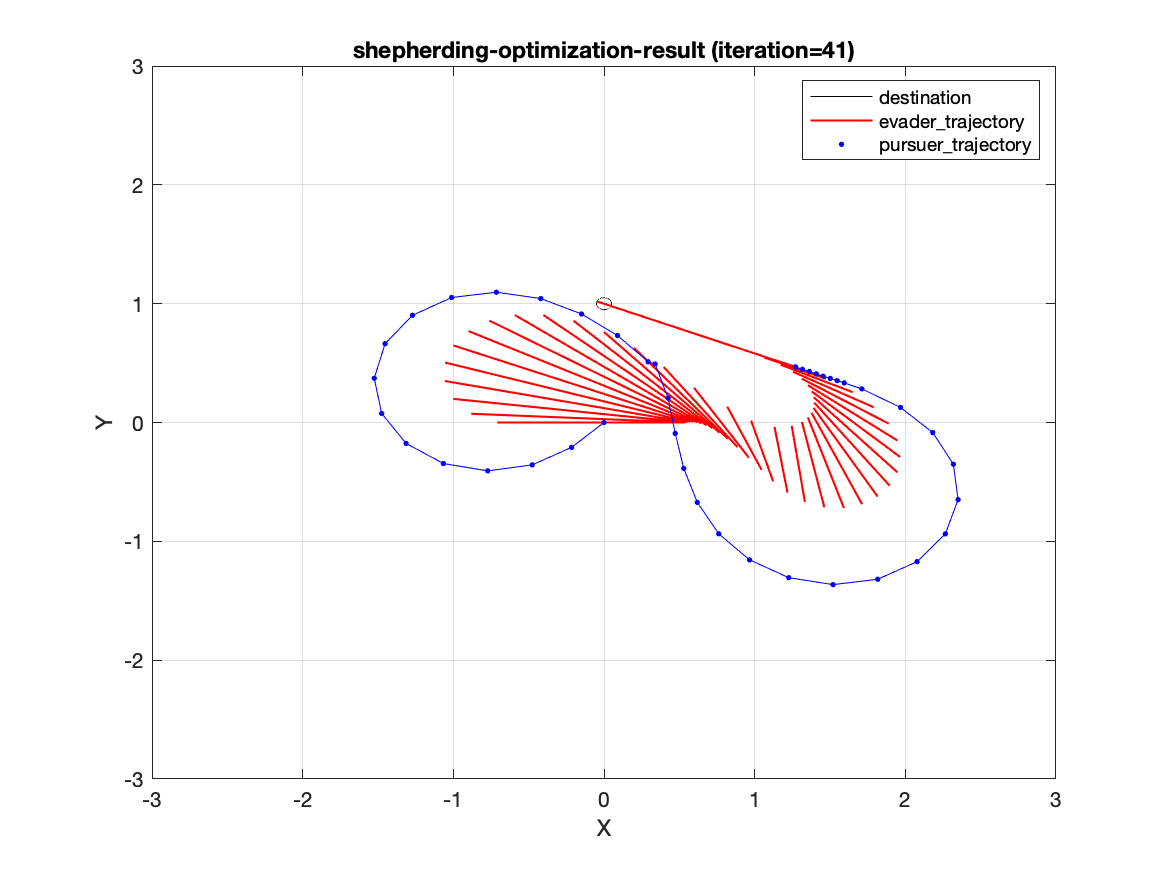 shepherding-optimization-result (iteration=41)
destination
evader_trajectory
pursuer_trajectory
3
2
1
0
-1
-2
-3
Y
-3 -2 -1 0 1 2 3
X